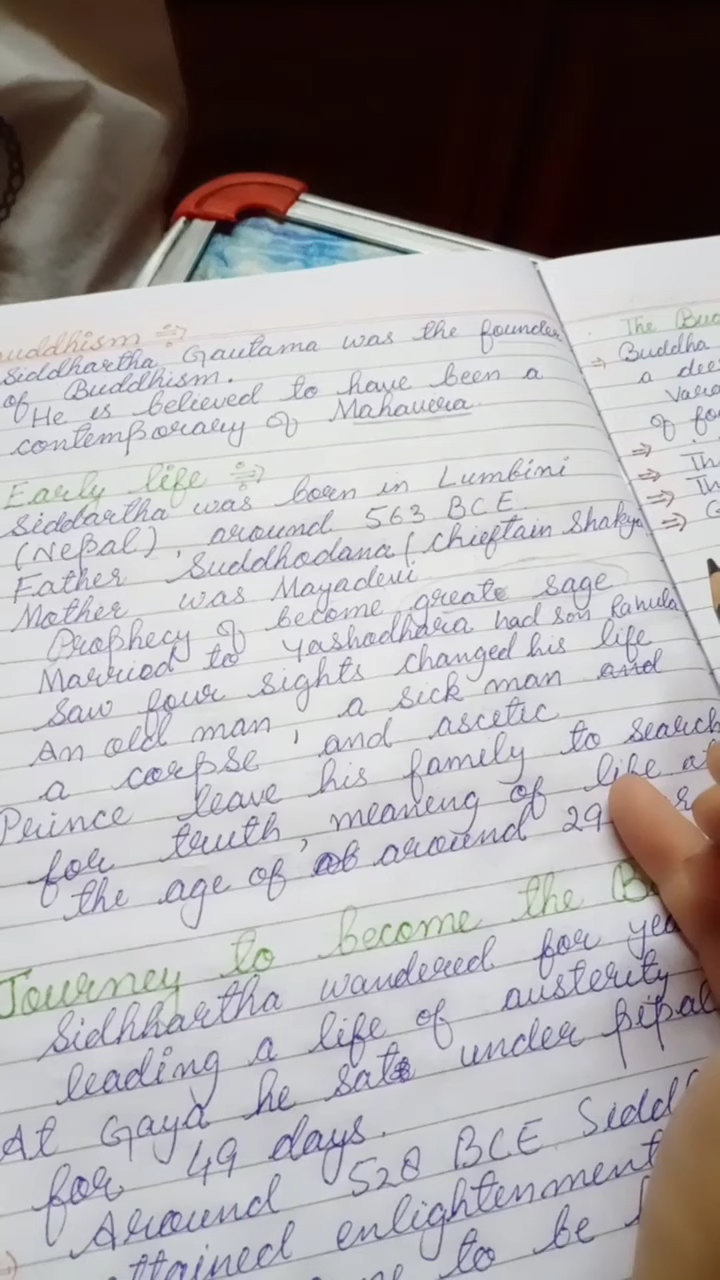 Buddhism
Siddhartha Gautama was the founder
of Buddhism.
He is believed to have been a
contemporary of Mahavera
Early life
Siddartha was born in Lumbini
(Nepal), around 563 BCE.
Father Suddhodana (chieftain Shakya
Mother was Mayadevi
Prophecy of become great sage
Married to Yashodhara had son Rahula
Saw four sights changed his life
An old man, a sick man and
a corpse, and ascetic
Prince leave his family to search
for truth, meaneng of life
the age of around 29
Journey to become the
Sidhhartha wandered for
leading a life of austerity
At Gaya he sat under pipal
for 49 days.
Around 528 BCE
ttained enlightenment
to be
The
Buddha
a
of
Th
Th